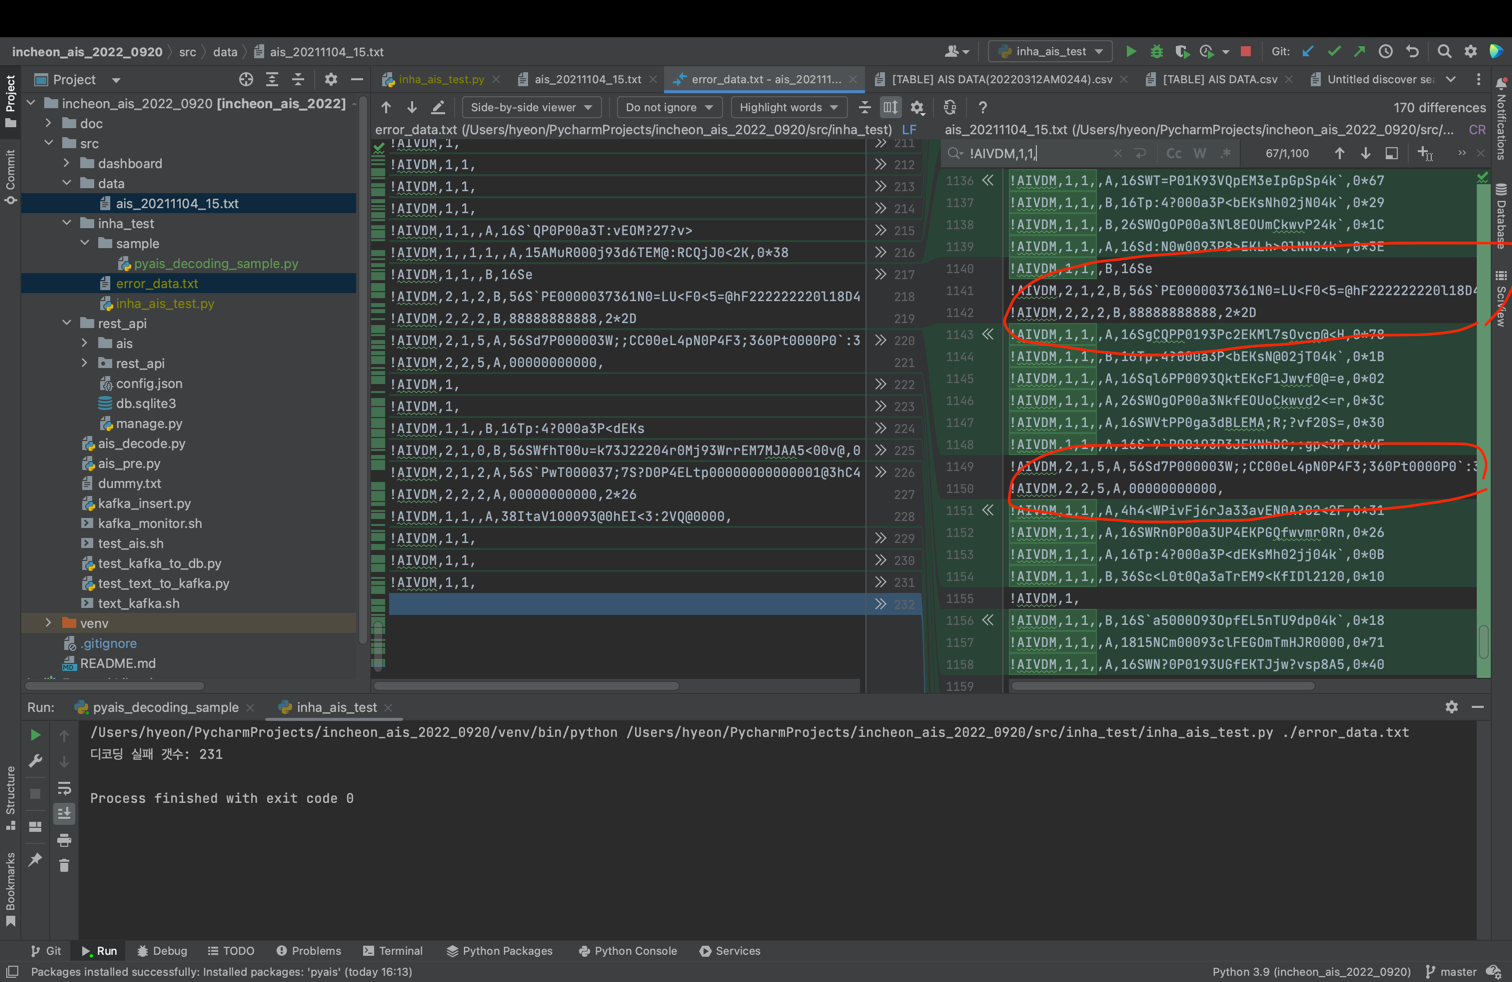 incheon_ais_2022_0920 〉 src 〉 data 〉 ais_20211104_15.txt
inha_ais_test
Git:
Project
inha_ais_test.py
ais_20211104_15.txt
error_data.txt - ais_202111...
[TABLE] AIS DATA(20220312AM0244).csv
[TABLE] AIS DATA.csv
Untitled discover se
Side-by-side viewer
Do not ignore
Highlight words
?
170 differences
error_data.txt (/Users/hyeon/PycharmProjects/incheon_ais_2022_0920/src/inha_test)
LF
ais_20211104_15.txt (/Users/hyeon/PycharmProjects/incheon_ais_2022_0920/src/...
CR
!AIVDM,1,1,
Cc
W
.*
67/1,100
Project
Commit
Structure
Bookmarks
Notifications
Database
SciView
incheon_ais_2022_0920 [incheon_ais_2022]
doc
src
dashboard
data
ais_20211104_15.txt
inha_test
sample
pyais_decoding_sample.py
error_data.txt
inha_ais_test.py
rest_api
ais
rest_api
config.json
db.sqlite3
manage.py
ais_decode.py
ais_pre.py
dummy.txt
kafka_insert.py
kafka_monitor.sh
test_ais.sh
test_kafka_to_db.py
test_text_to_kafka.py
text_kafka.sh
venv
.gitignore
README.md
!AIVDM,1, 211
!AIVDM,1,1, 212
!AIVDM,1,1, 213
!AIVDM,1,1, 214
!AIVDM,1,1,,A,16S`QP0P00a3T:vEOM?27?v> 215
!AIVDM,1,,1,1,,A,15AMuR000j93d6TEM@:RCQjJ0<2K,0*38 216
!AIVDM,1,1,,B,16Se 217
!AIVDM,2,1,2,B,56S`PE0000037361N0=LU<F0<5=@hF222222220l18D4 218
!AIVDM,2,2,2,B,88888888888,2*2D 219
!AIVDM,2,1,5,A,56Sd7P000003W;;CC00eL4pN0P4F3;360Pt0000P0`:3 220
!AIVDM,2,2,5,A,00000000000, 221
!AIVDM,1, 222
!AIVDM,1, 223
!AIVDM,1,1,,B,16Tp:4?000a3P<dEKs 224
!AIVDM,2,1,0,B,56SWfhT00u=k73J22204r0Mj93WrrEM7MJAA5<00v@,0 225
!AIVDM,2,1,2,A,56S`PwT000037;7S?D0P4ELtp00000000000001@3hC4 226
!AIVDM,2,2,2,A,00000000000,2*26 227
!AIVDM,1,1,,A,38ItaV100093@0hEI<3:2VQ@0000, 228
!AIVDM,1,1, 229
!AIVDM,1,1, 230
!AIVDM,1,1, 231
232
1136 !AIVDM,1,1,,A,16SWT=P01K93VQpEM3eIpGpSp4k`,0*67
1137 !AIVDM,1,1,,B,16Tp:4?000a3P<bEKsNh02jN04k`,0*29
1138 !AIVDM,1,1,,B,26SWOgOP00a3Nl8EOUmCkwvP24k`,0*1C
1139 !AIVDM,1,1,,A,16Sd:N0w0093P8>EKLh>0lNN04k`,0*3E
1140 !AIVDM,1,1,,B,16Se
1141 !AIVDM,2,1,2,B,56S`PE0000037361N0=LU<F0<5=@hF222222220l18D4
1142 !AIVDM,2,2,2,B,88888888888,2*2D
1143 !AIVDM,1,1,,A,16SgCQPP0193Pc2EKMl7sOvcp@<H,0*78
1144 !AIVDM,1,1,,B,16Tp:4?000a3P<bEKsN@02jT04k`,0*1B
1145 !AIVDM,1,1,,A,16Sql6PP093QktEKcF1Jwvf0@=e,0*02
1146 !AIVDM,1,1,,A,26SWOgOP00a3NkfEOUoCkwvd2<=r,0*3C
1147 !AIVDM,1,1,,A,16SWVtPP0ga3dBLEMA;R;?vf20S=,0*30
1148
1149 !AIVDM,2,1,5,A,56Sd7P000003W;;CC00eL4pN0P4F3;360Pt0000P0`:3
1150 !AIVDM,2,2,5,A,00000000000,
1151 !AIVDM,1,1,,A,4h4<WPivFj6rJa33avEN0A?02<2F,0*31
1152 !AIVDM,1,1,,A,16SWRn0P00a3UP4EKPGQfwvmr0Rn,0*26
1153 !AIVDM,1,1,,A,16Tp:4?000a3P<dEKsMh02jj04k`,0*0B
1154 !AIVDM,1,1,,B,36Sc<L0t0Qa3aTrEM9<KfIDl2120,0*10
1155 !AIVDM,1,
1156 !AIVDM,1,1,,B,16S`a5000093OpfEL5nTU9dp04k`,0*18
1157 !AIVDM,1,1,,A,1815NCm00093clFEGOmTmHJR0000,0*71
1158 !AIVDM,1,1,,A,16SWN?0P0193UGfEKTJjw?vsp8A5,0*40
1159
Run:
pyais_decoding_sample
inha_ais_test
/Users/hyeon/PycharmProjects/incheon_ais_2022_0920/venv/bin/python /Users/hyeon/PycharmProjects/incheon_ais_2022_0920/src/inha_test/inha_ais_test.py ./error_data.txt
디코딩 실패 갯수: 231
Process finished with exit code 0
Git
Run
Debug
TODO
Problems
Terminal
Python Packages
Python Console
Services
Packages installed successfully: Installed packages: 'pyais' (today 16:13)
Python 3.9 (incheon_ais_2022_0920)
master